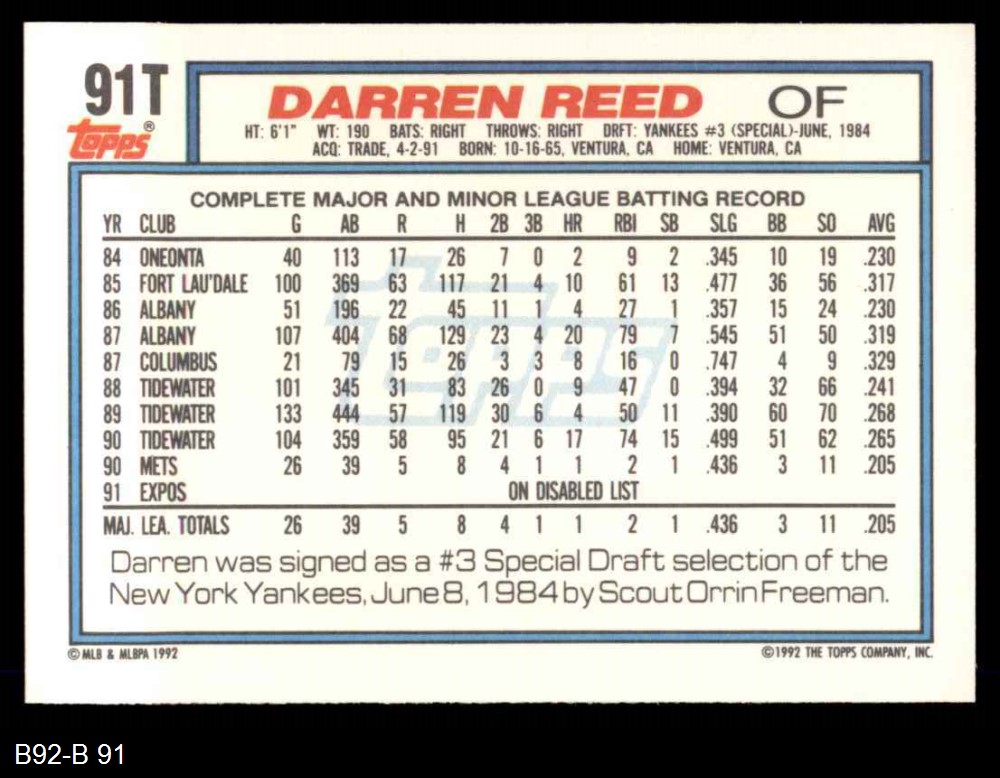 91T
topps®
DARREN REED OF
HT: 6'1" WT: 190 BATS: RIGHT THROWS: RIGHT DRFT: YANKEES #3 (SPECIAL)-JUNE, 1984
ACQ: TRADE, 4-2-91 BORN: 10-16-65, VENTURA, CA HOME: VENTURA, CA
COMPLETE MAJOR AND MINOR LEAGUE BATTING RECORD
YR CLUB G AB R H 2B 3B HR RBI SB SLG BB SO AVG
84 ONEONTA 40 113 17 26 7 0 2 9 2 .345 10 19 .230
85 FORT LAU'DALE 100 369 63 117 21 4 10 61 13 .477 36 56 .317
86 ALBANY 51 196 22 45 11 1 4 27 1 .357 15 24 .230
87 ALBANY 107 404 68 129 23 4 20 79 7 .545 51 50 .319
87 COLUMBUS 21 79 15 26 3 3 8 16 0 .747 4 9 .329
88 TIDEWATER 101 345 31 83 26 0 9 47 0 .394 32 66 .241
89 TIDEWATER 133 444 57 119 30 6 4 50 11 .390 60 70 .268
90 TIDEWATER 104 359 58 95 21 6 17 74 15 .499 51 62 .265
90 METS 26 39 5 8 4 1 1 2 1 .436 3 11 .205
91 EXPOS ON DISABLED LIST
MAJ. LEA. TOTALS 26 39 5 8 4 1 1 2 1 .436 3 11 .205
Topps
Darren was signed as a #3 Special Draft selection of the
New York Yankees, June 8, 1984 by Scout Orrin Freeman.
© MLB & MLBPA 1992 ©1992 THE TOPPS COMPANY, INC.
B92-B 91